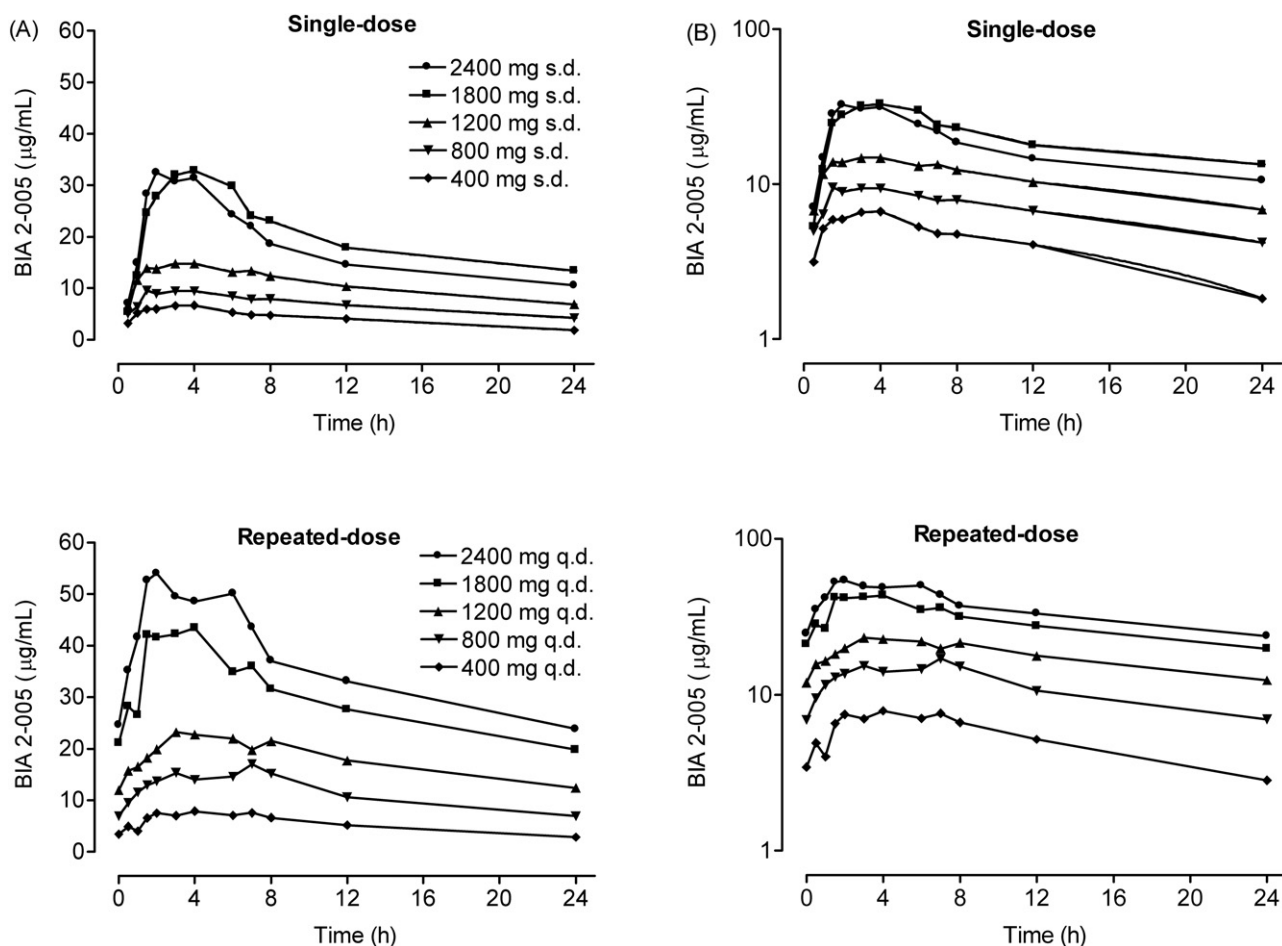 (A)
Single-dose
60
50
40
30
20
10
0
BIA 2-005 ( μg/mL)
2400 mg s.d.
1800 mg s.d.
1200 mg s.d.
800 mg s.d.
400 mg s.d.
0 4 8 12 16 20 24
Time (h)
(B)
Single-dose
100
10
1
BIA 2-005 ( μg/mL)
0 4 8 12 16 20 24
Time (h)
Repeated-dose
60
50
40
30
20
10
0
BIA 2-005 ( μg/mL)
2400 mg q.d.
1800 mg q.d.
1200 mg q.d.
800 mg q.d.
400 mg q.d.
0 4 8 12 16 20 24
Time (h)
Repeated-dose
100
10
1
BIA 2-005 ( μg/mL)
0 4 8 12 16 20 24
Time (h)